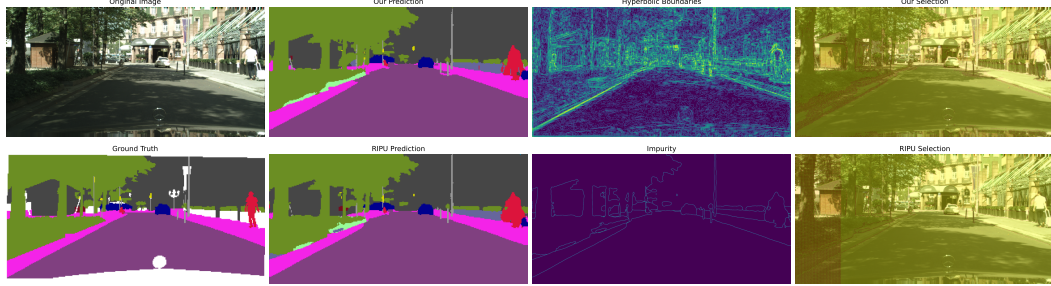 Original Image
Our Prediction
Hyperbolic Boundaries
Our Selection
Ground Truth
RIPU Prediction
Impurity
RIPU Selection